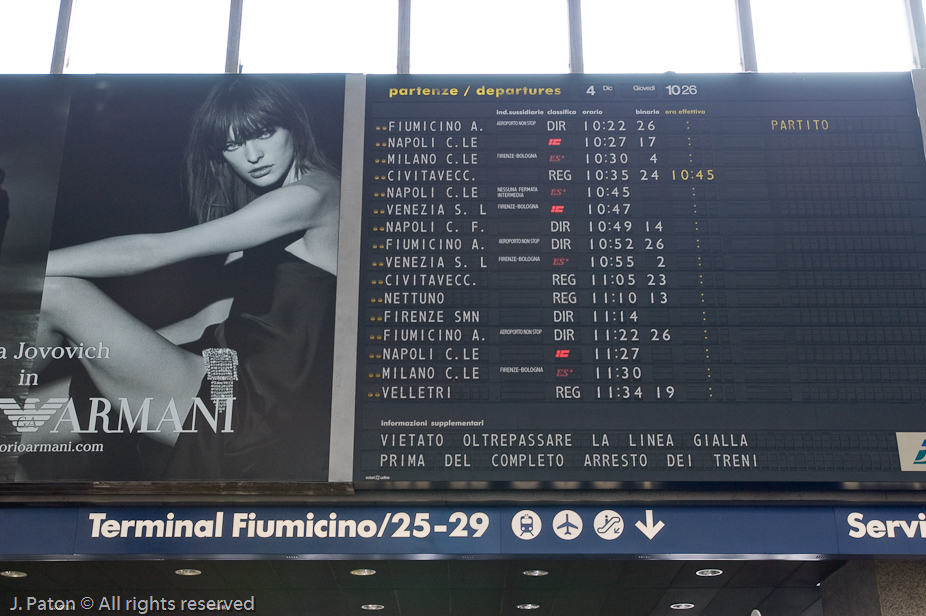 a Jovovich
in
ARMANI
orioarmani.com
partenze / departures 4 Dic Giovedì 10 26
ind.sussidiarie classifica orario binario ora effettiva
FIUMICINO A. AEROPORTO NON STOP DIR 10:22 26 : PARTITO
NAPOLI C.LE IC 10:27 17 :
MILANO C.LE FIRENZE-BOLOGNA ES* 10:30 4 :
CIVITAVECC. REG 10:35 24 10:45
NAPOLI C.LE NESSUNA FERMATA INTERMEDIA ES* 10:45 :
VENEZIA S. L FIRENZE-BOLOGNA IC 10:47 :
NAPOLI C. F. DIR 10:49 14 :
FIUMICINO A. AEROPORTO NON STOP DIR 10:52 26 :
VENEZIA S. L FIRENZE-BOLOGNA ES* 10:55 2 :
CIVITAVECC. REG 11:05 23 :
NETTUNO REG 11:10 13 :
FIRENZE SMN DIR 11:14 :
FIUMICINO A. AEROPORTO NON STOP DIR 11:22 26 :
NAPOLI C.LE IC 11:27 :
MILANO C.LE FIRENZE-BOLOGNA ES* 11:30 :
VELLETRI REG 11:34 19 :
informazioni supplementari
VIETATO OLTREPASSARE LA LINEA GIALLA
PRIMA DEL COMPLETO ARRESTO DEI TRENI
Terminal Fiumicino/25-29
Servi
J. Paton © All rights reserved